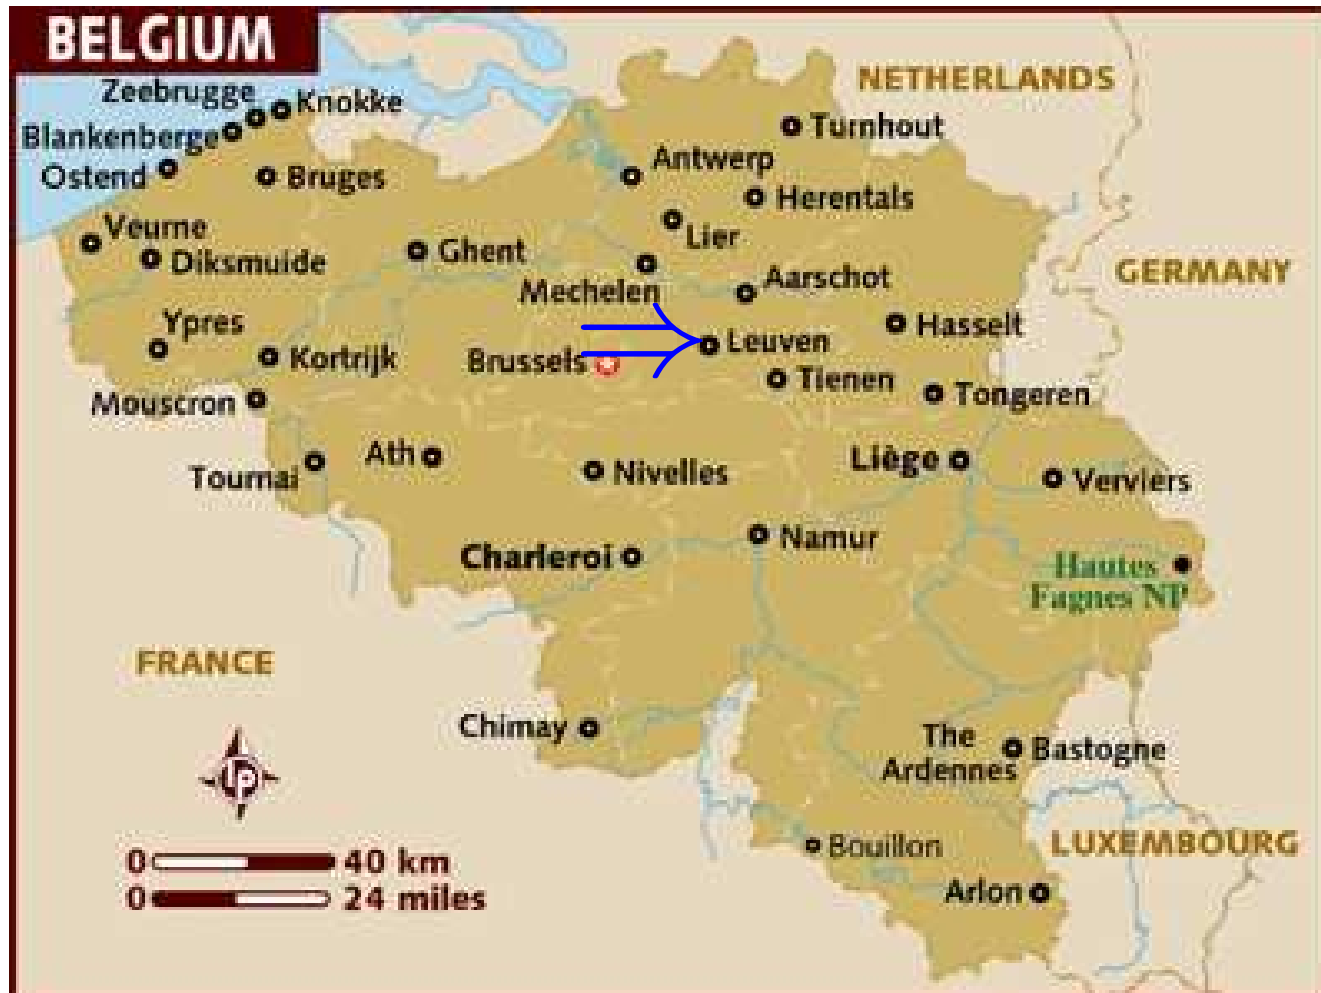 BELGIUM
NETHERLANDS
Zeebrugge
Knokke
Blankenberge
Turnhout
Ostend
Bruges
Antwerp
Herentals
Veurne
Lier
Diksmuide
Ghent
Mechelen
Aarschot
GERMANY
Ypres
Hasselt
Kortrijk
Brussels
Leuven
Tienen
Mouscron
Tongeren
Ath
Liège
Tournai
Nivelles
Verviers
Namur
Charleroi
Hautes
Fagnes NP
FRANCE
Chimay
The
Ardennes
Bastogne
LP
Bouillon
LUXEMBOURG
0 40 km
0 24 miles
Arlon